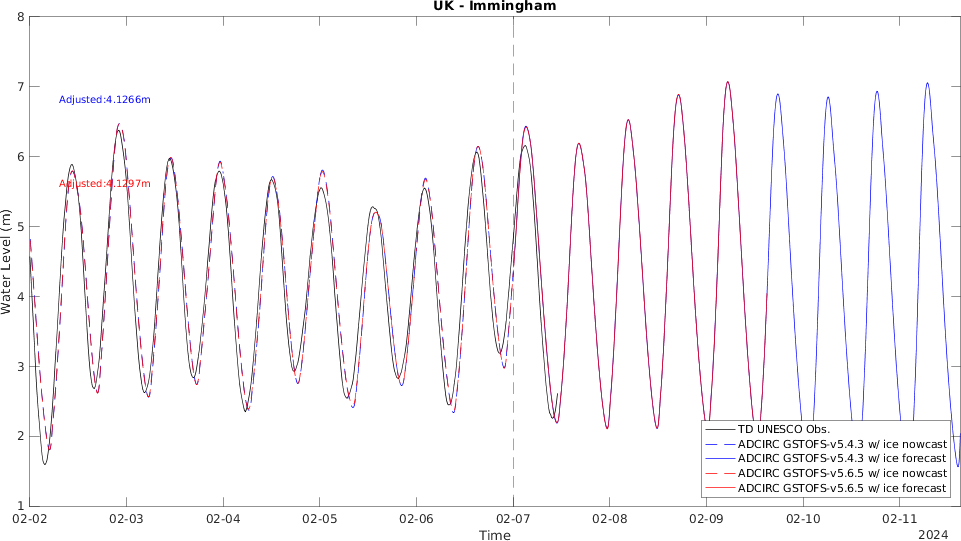 UK - Immingham
8
7
6
5
4
3
2
1
Water Level (m)
Adjusted:4.1266m
Adjusted:4.1297m
TD UNESCO Obs.
ADCIRC GSTOFS-v5.4.3 w/ ice nowcast
ADCIRC GSTOFS-v5.4.3 w/ ice forecast
ADCIRC GSTOFS-v5.6.5 w/ ice nowcast
ADCIRC GSTOFS-v5.6.5 w/ ice forecast
02-02 02-03 02-04 02-05 02-06 02-07 02-08 02-09 02-10 02-11
Time
2024